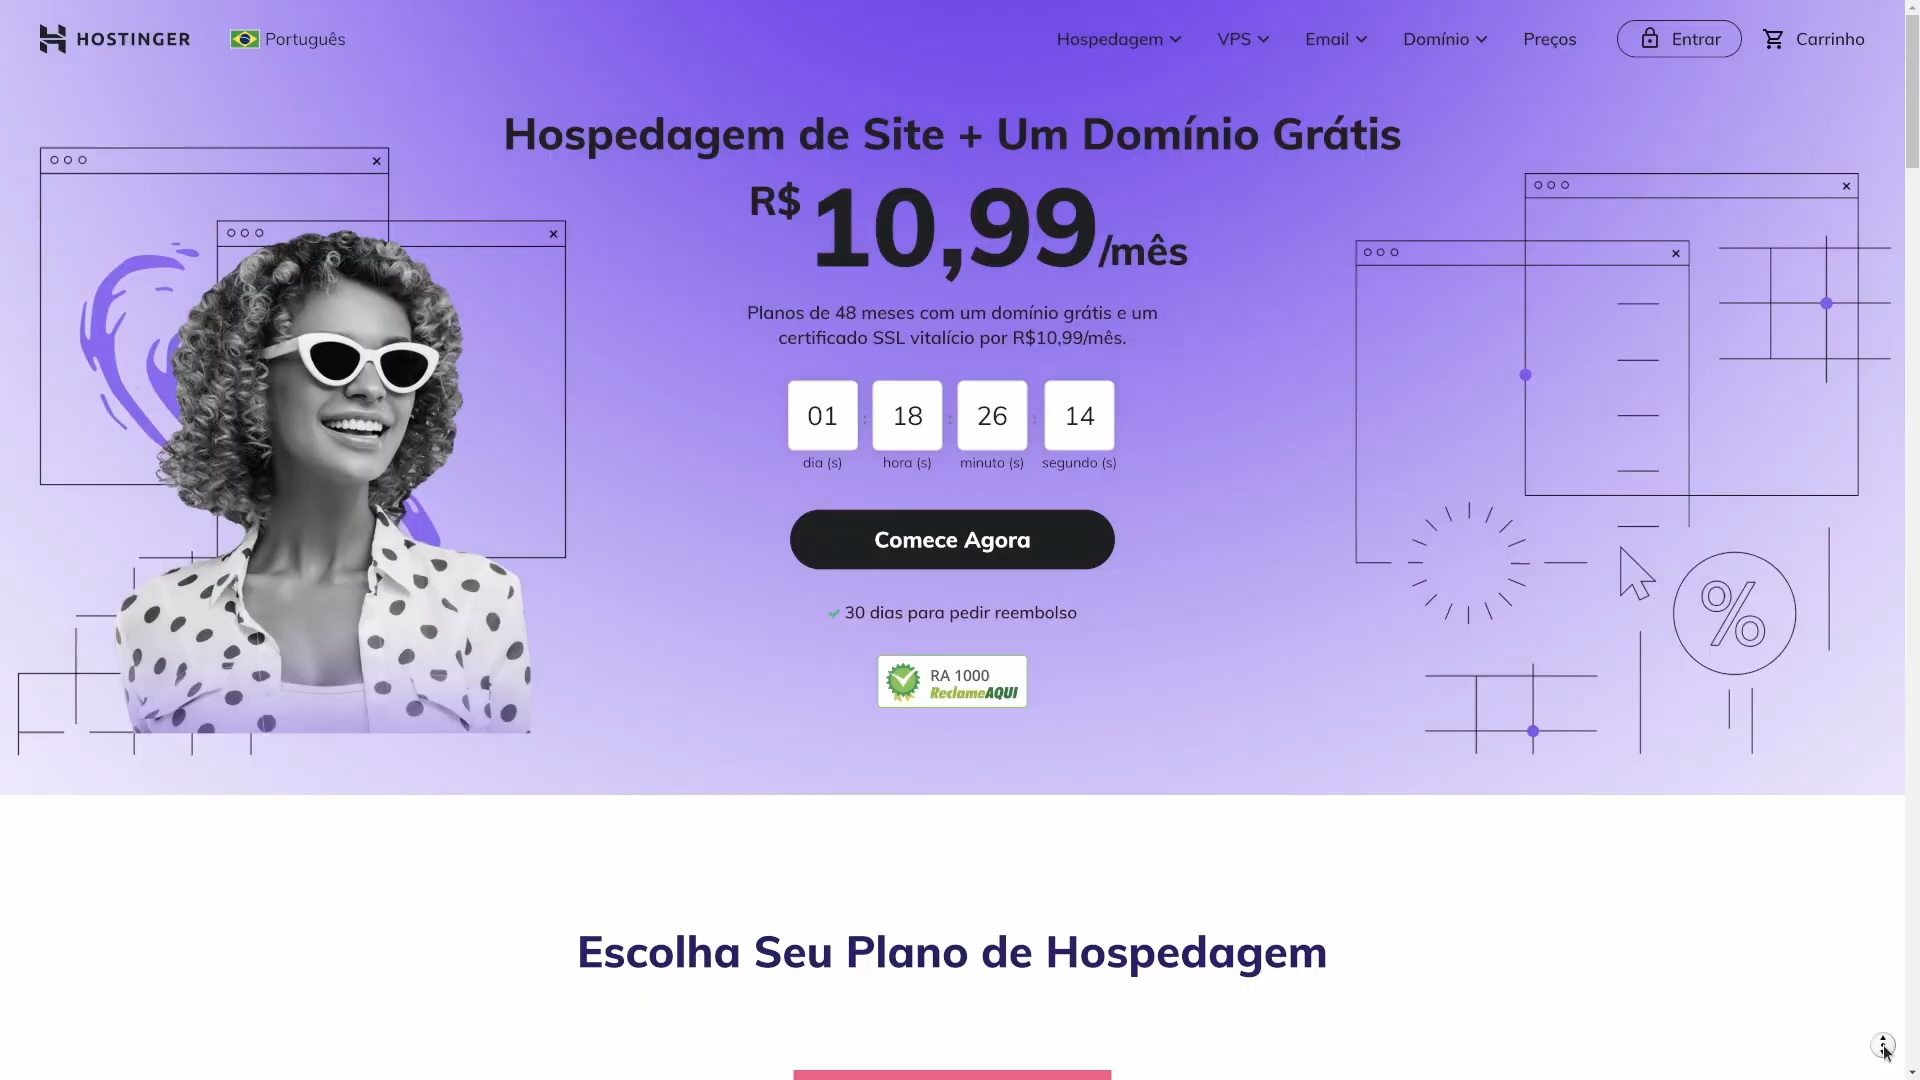 HOSTINGER
Português
Hospedagem
VPS
Email
Domínio
Preços
Entrar
Carrinho
Hospedagem de Site + Um Domínio Grátis
R$ 10,99/mês
Planos de 48 meses com um domínio grátis e um
certificado SSL vitalício por R$10,99/mês.
01 : 18 : 26 : 14
dia (s) hora (s) minuto (s) segundo (s)
Comece Agora
30 dias para pedir reembolso
RA 1000
ReclameAQUI
%
Escolha Seu Plano de Hospedagem